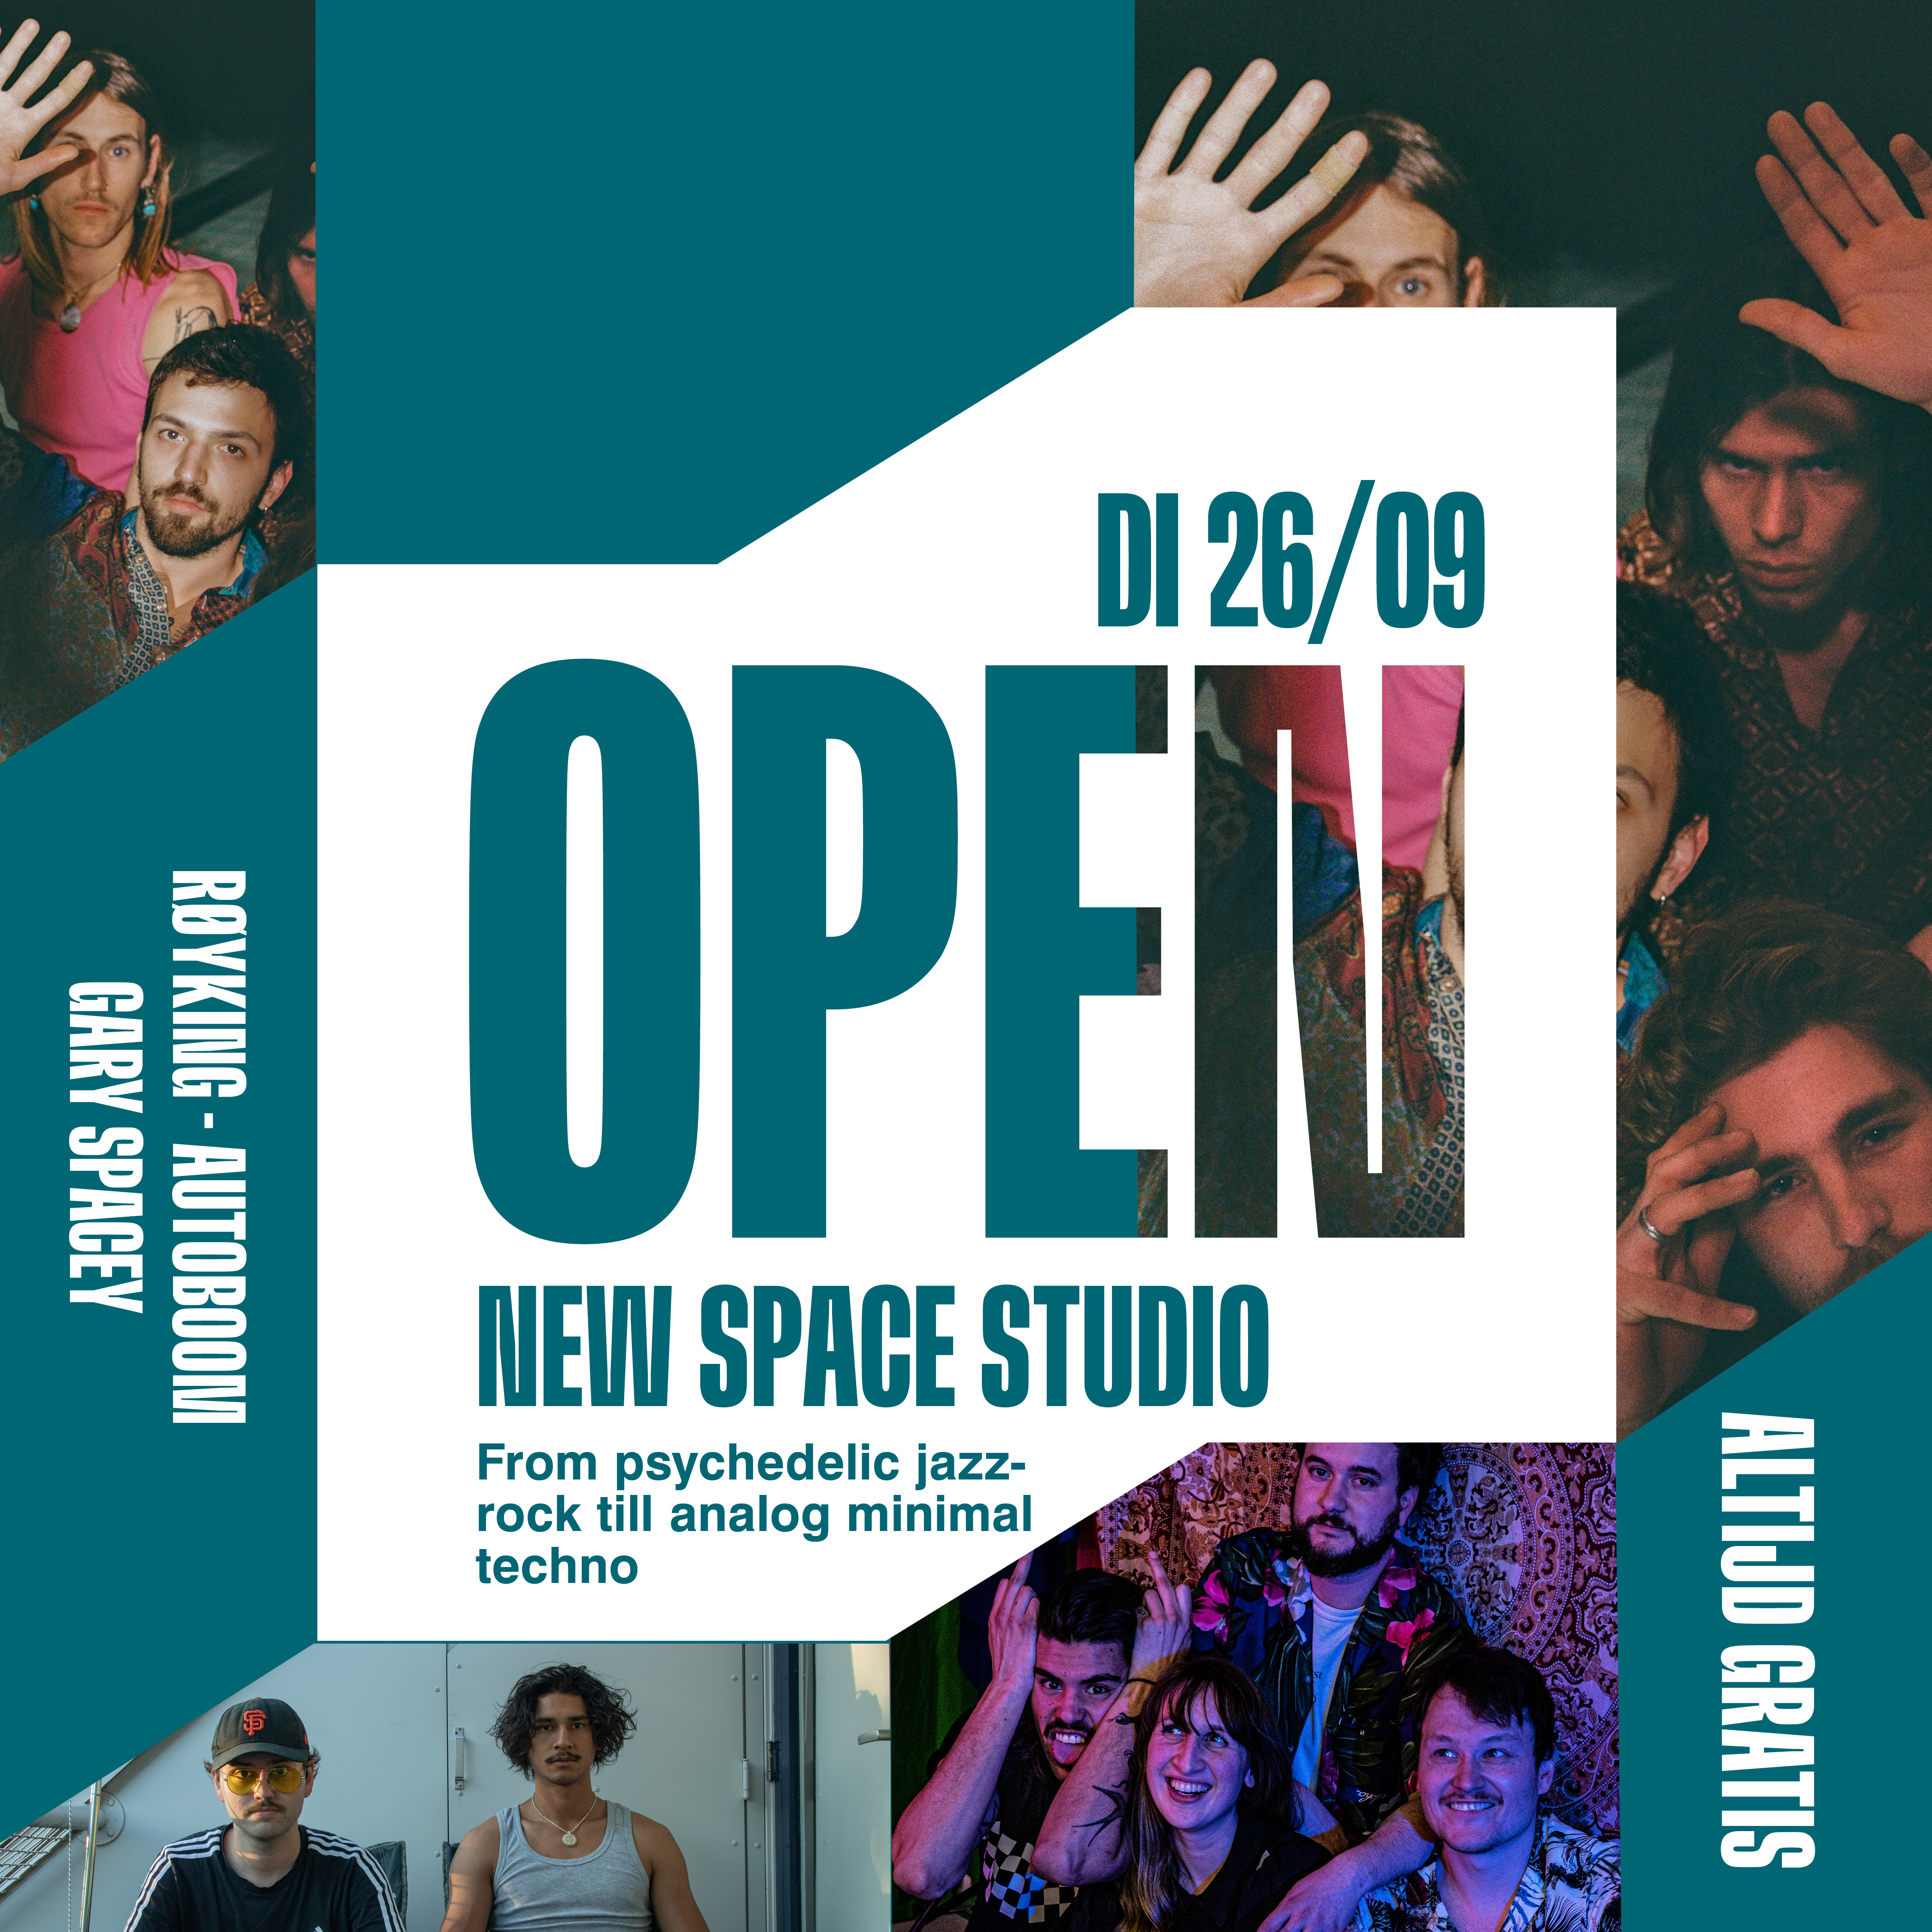 DI 26/09
OPEN
NEW SPACE STUDIO
From psychedelic jazz-
rock till analog minimal
techno
RØYKING - AUTOBOOM
GARY SPACEY
ALTIJD GRATIS
SF